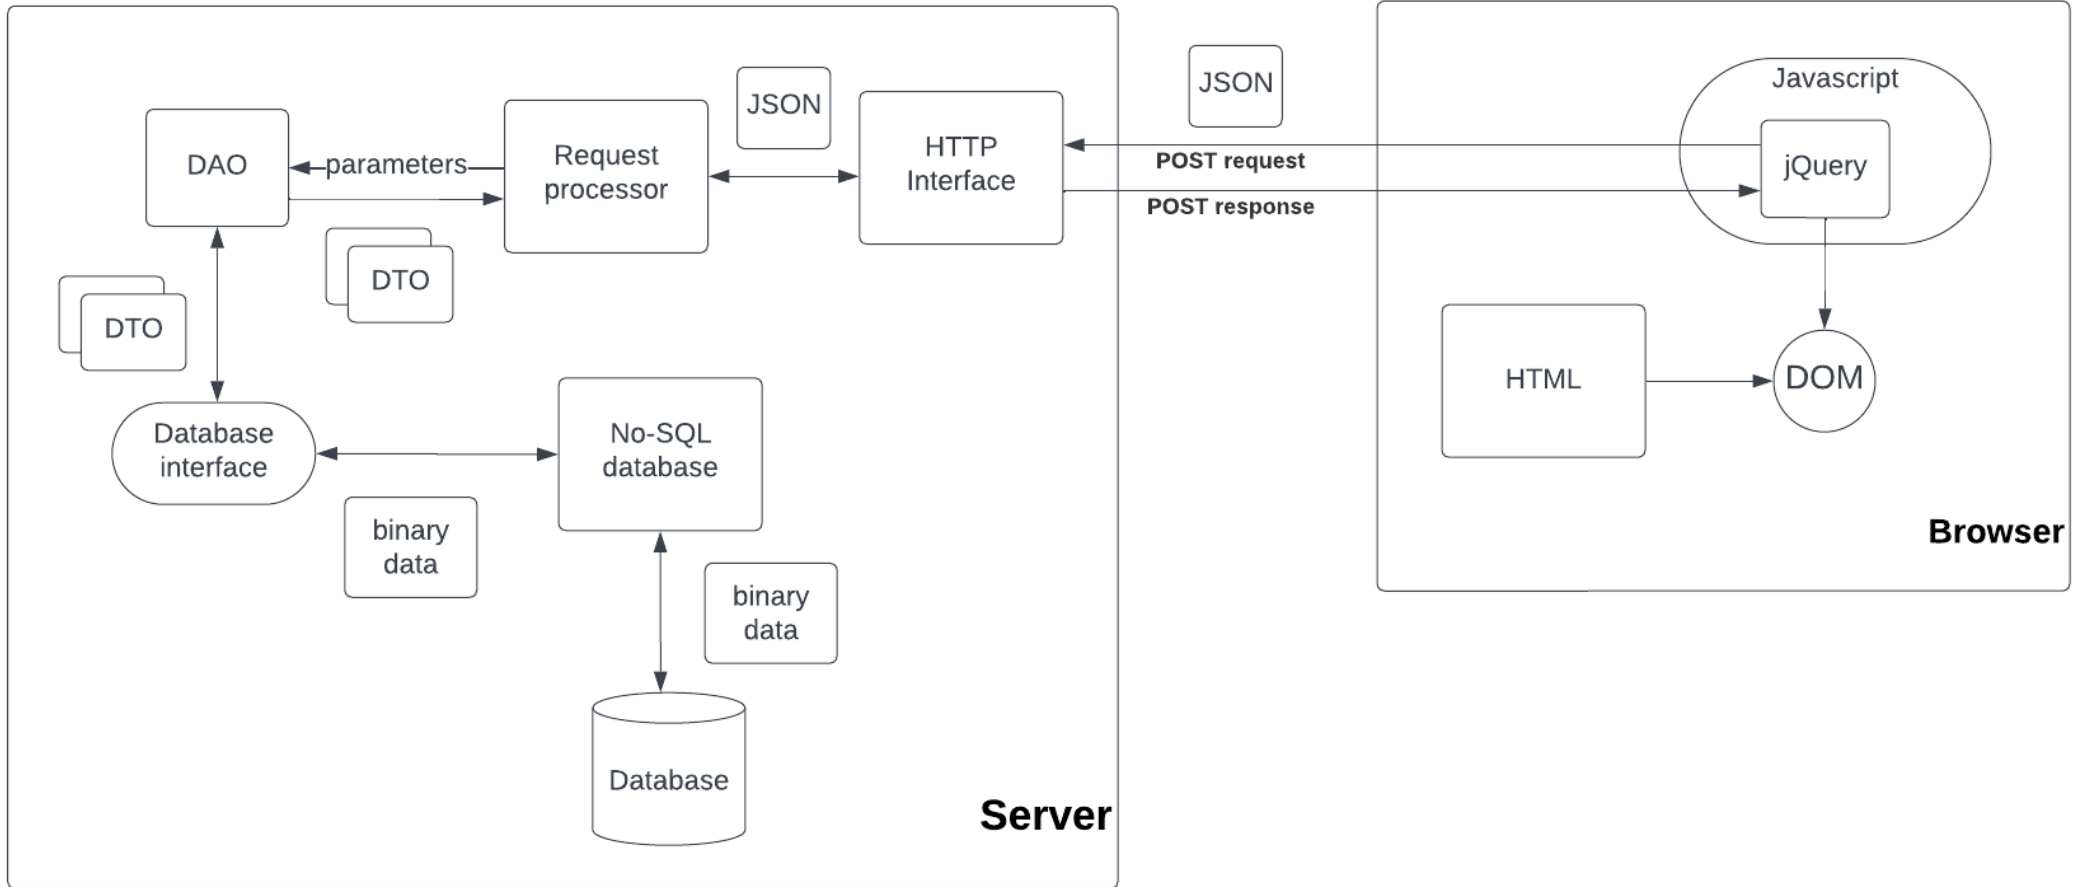 JSON
DAO
parameters
Request
processor
JSON
HTTP
Interface
POST request
POST response
DTO
DTO
Database
interface
No-SQL
database
binary
data
binary
data
Database
Server
Javascript
jQuery
HTML
DOM
Browser